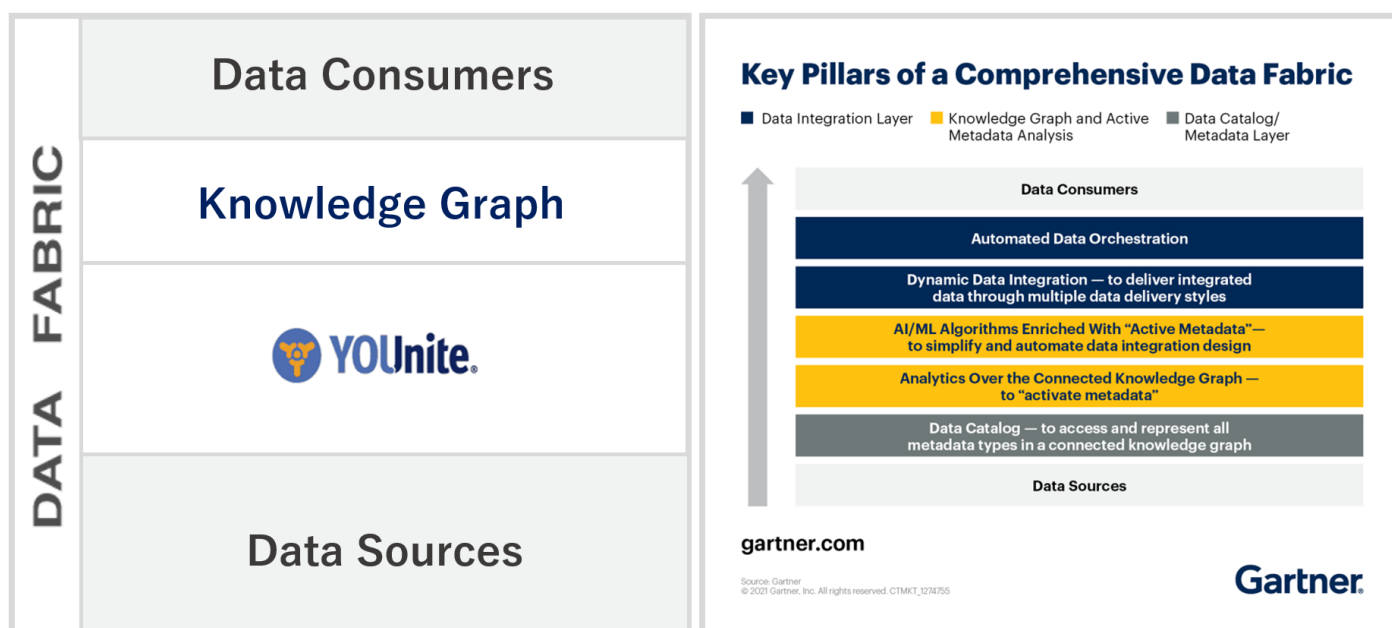 DATA FABRIC
Data Consumers
Knowledge Graph
YOUnite®
Data Sources
Key Pillars of a Comprehensive Data Fabric
Data Integration Layer
Knowledge Graph and Active
Metadata Analysis
Data Catalog/
Metadata Layer
Data Consumers
Automated Data Orchestration
Dynamic Data Integration — to deliver integrated
data through multiple data delivery styles
AI/ML Algorithms Enriched With “Active Metadata”—
to simplify and automate data integration design
Analytics Over the Connected Knowledge Graph —
to “activate metadata”
Data Catalog — to access and represent all
metadata types in a connected knowledge graph
Data Sources
gartner.com
Source: Gartner
© 2021 Gartner, Inc. All rights reserved. CTMKT_1274755
Gartner®